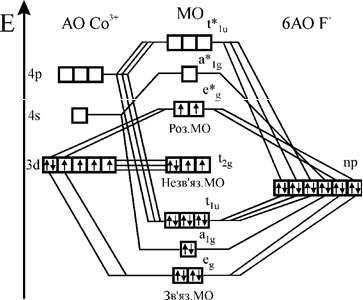 E АО Co3+ МО 6АО F-
t*1u
4p
a*1g
4s
e*g
Роз.МО
3d
t2g
Незв'яз.МО
np
t1u
a1g
eg
Зв'яз.МО